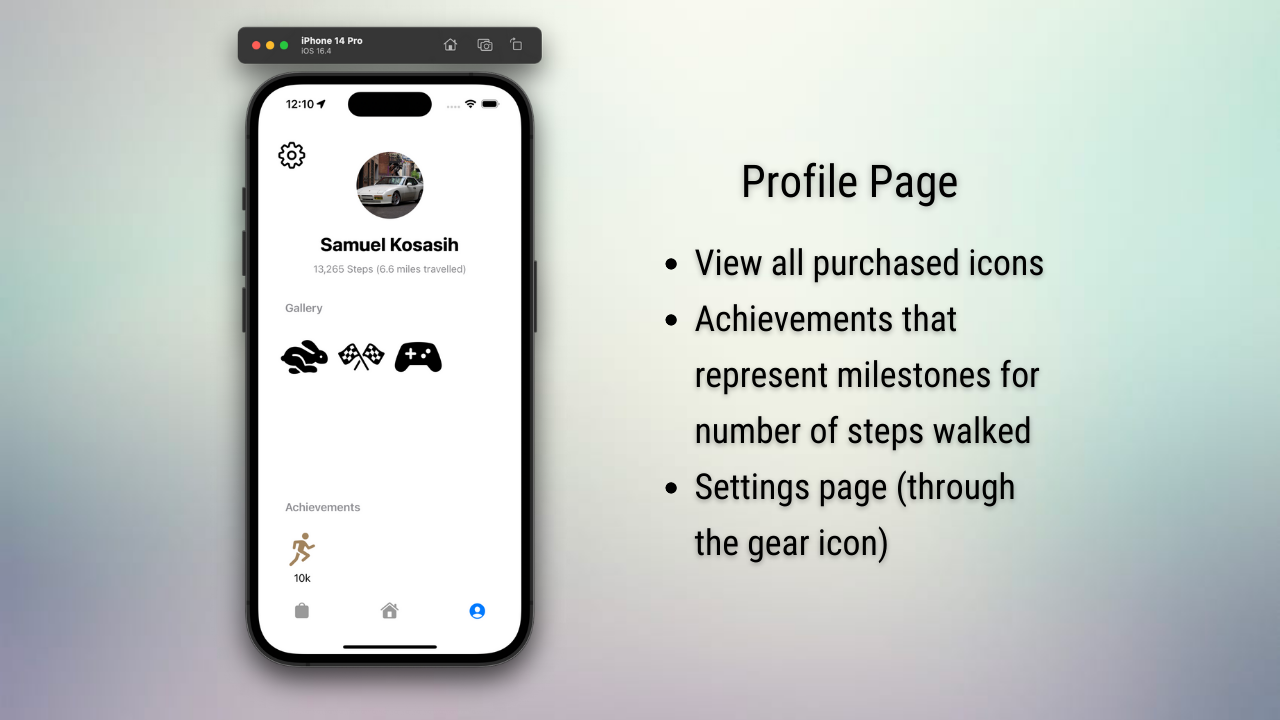 iPhone 14 Pro
iOS 16.4
12:10
Samuel Kosasih
13,265 Steps (6.6 miles travelled)
Gallery
Achievements
10k
Profile Page
• View all purchased icons
• Achievements that
represent milestones for
number of steps walked
• Settings page (through
the gear icon)